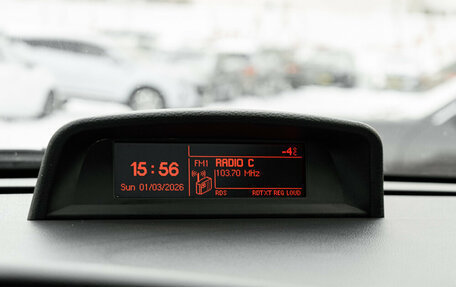 15:56
Sun 01/03/2026
-4°C
FM1 RADIO C
103.70 MHz
RDS RDTXT REG LOUD